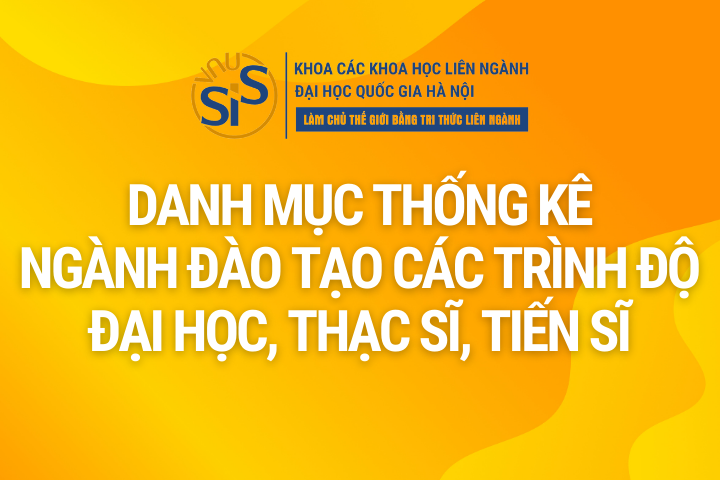 VNU
SIS
KHOA CÁC KHOA HỌC LIÊN NGÀNH
ĐẠI HỌC QUỐC GIA HÀ NỘI
LÀM CHỦ THẾ GIỚI BẰNG TRI THỨC LIÊN NGÀNH
DANH MỤC THỐNG KÊ
NGÀNH ĐÀO TẠO CÁC TRÌNH ĐỘ
ĐẠI HỌC, THẠC SĨ, TIẾN SĨ